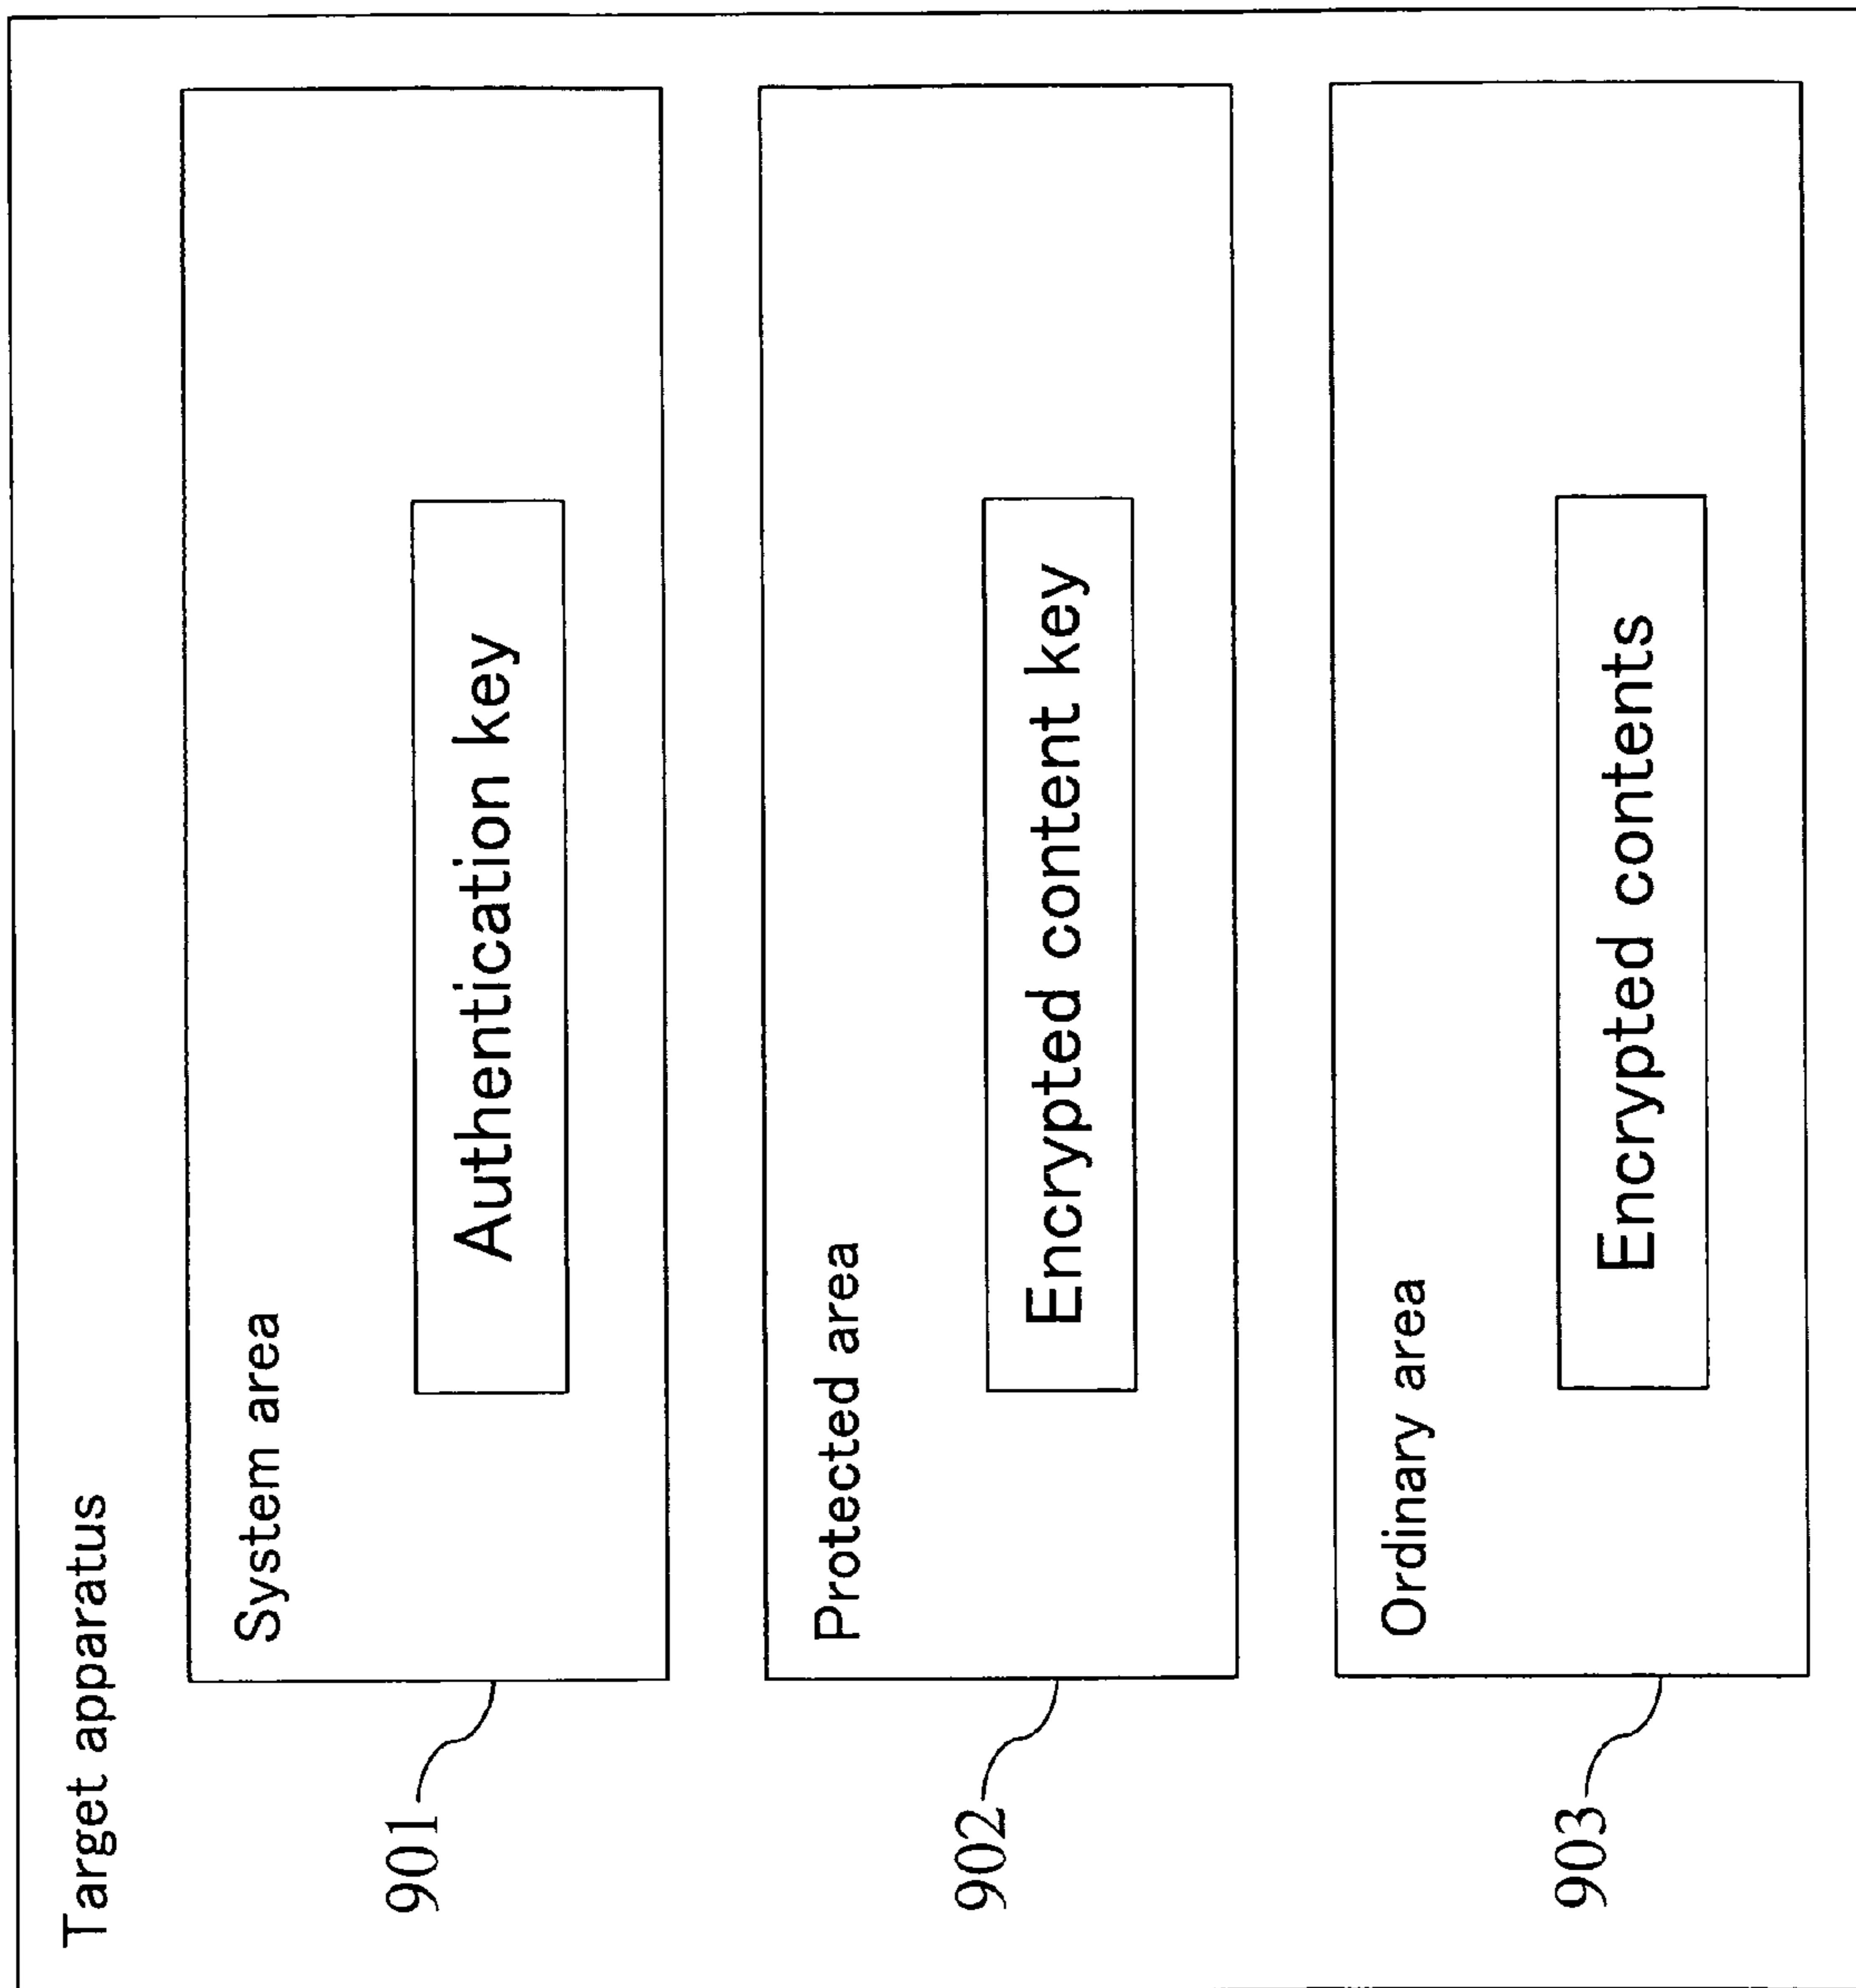 Target apparatus
System area
901
Authentication key
Protected area
902
Encrypted content key
Ordinary area
903
Encrypted contents